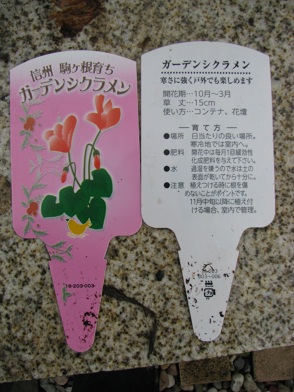 信州 駒ヶ根育ち
ガーデンシクラメン
18-203-003
ガーデンシクラメン
寒さに強く戸外でも楽しめます
開花期…10月〜3月
草 丈…15cm
使い方…コンテナ、花壇
育て方
●場所 日当たりの良い場所。
寒冷地では室内へ。
●肥料 開花中は毎月1回緩効性
化成肥料を与えて下さい。
●水 過湿を嫌うので水は土の
表面が乾いてから十分に。
●注意 植えつける時に根を傷
めないことがポイントです。
11月中旬以降に植え付
ける場合、室内で管理。